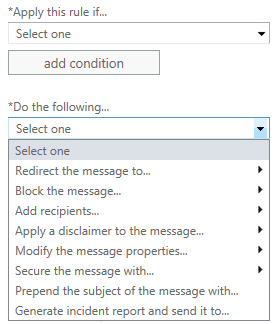 *Apply this rule if...
Select one
add condition
*Do the following...
Select one
Select one
Redirect the message to...
Block the message...
Add recipients...
Apply a disclaimer to the message...
Modify the message properties...
Secure the message with...
Prepend the subject of the message with...
Generate incident report and send it to...